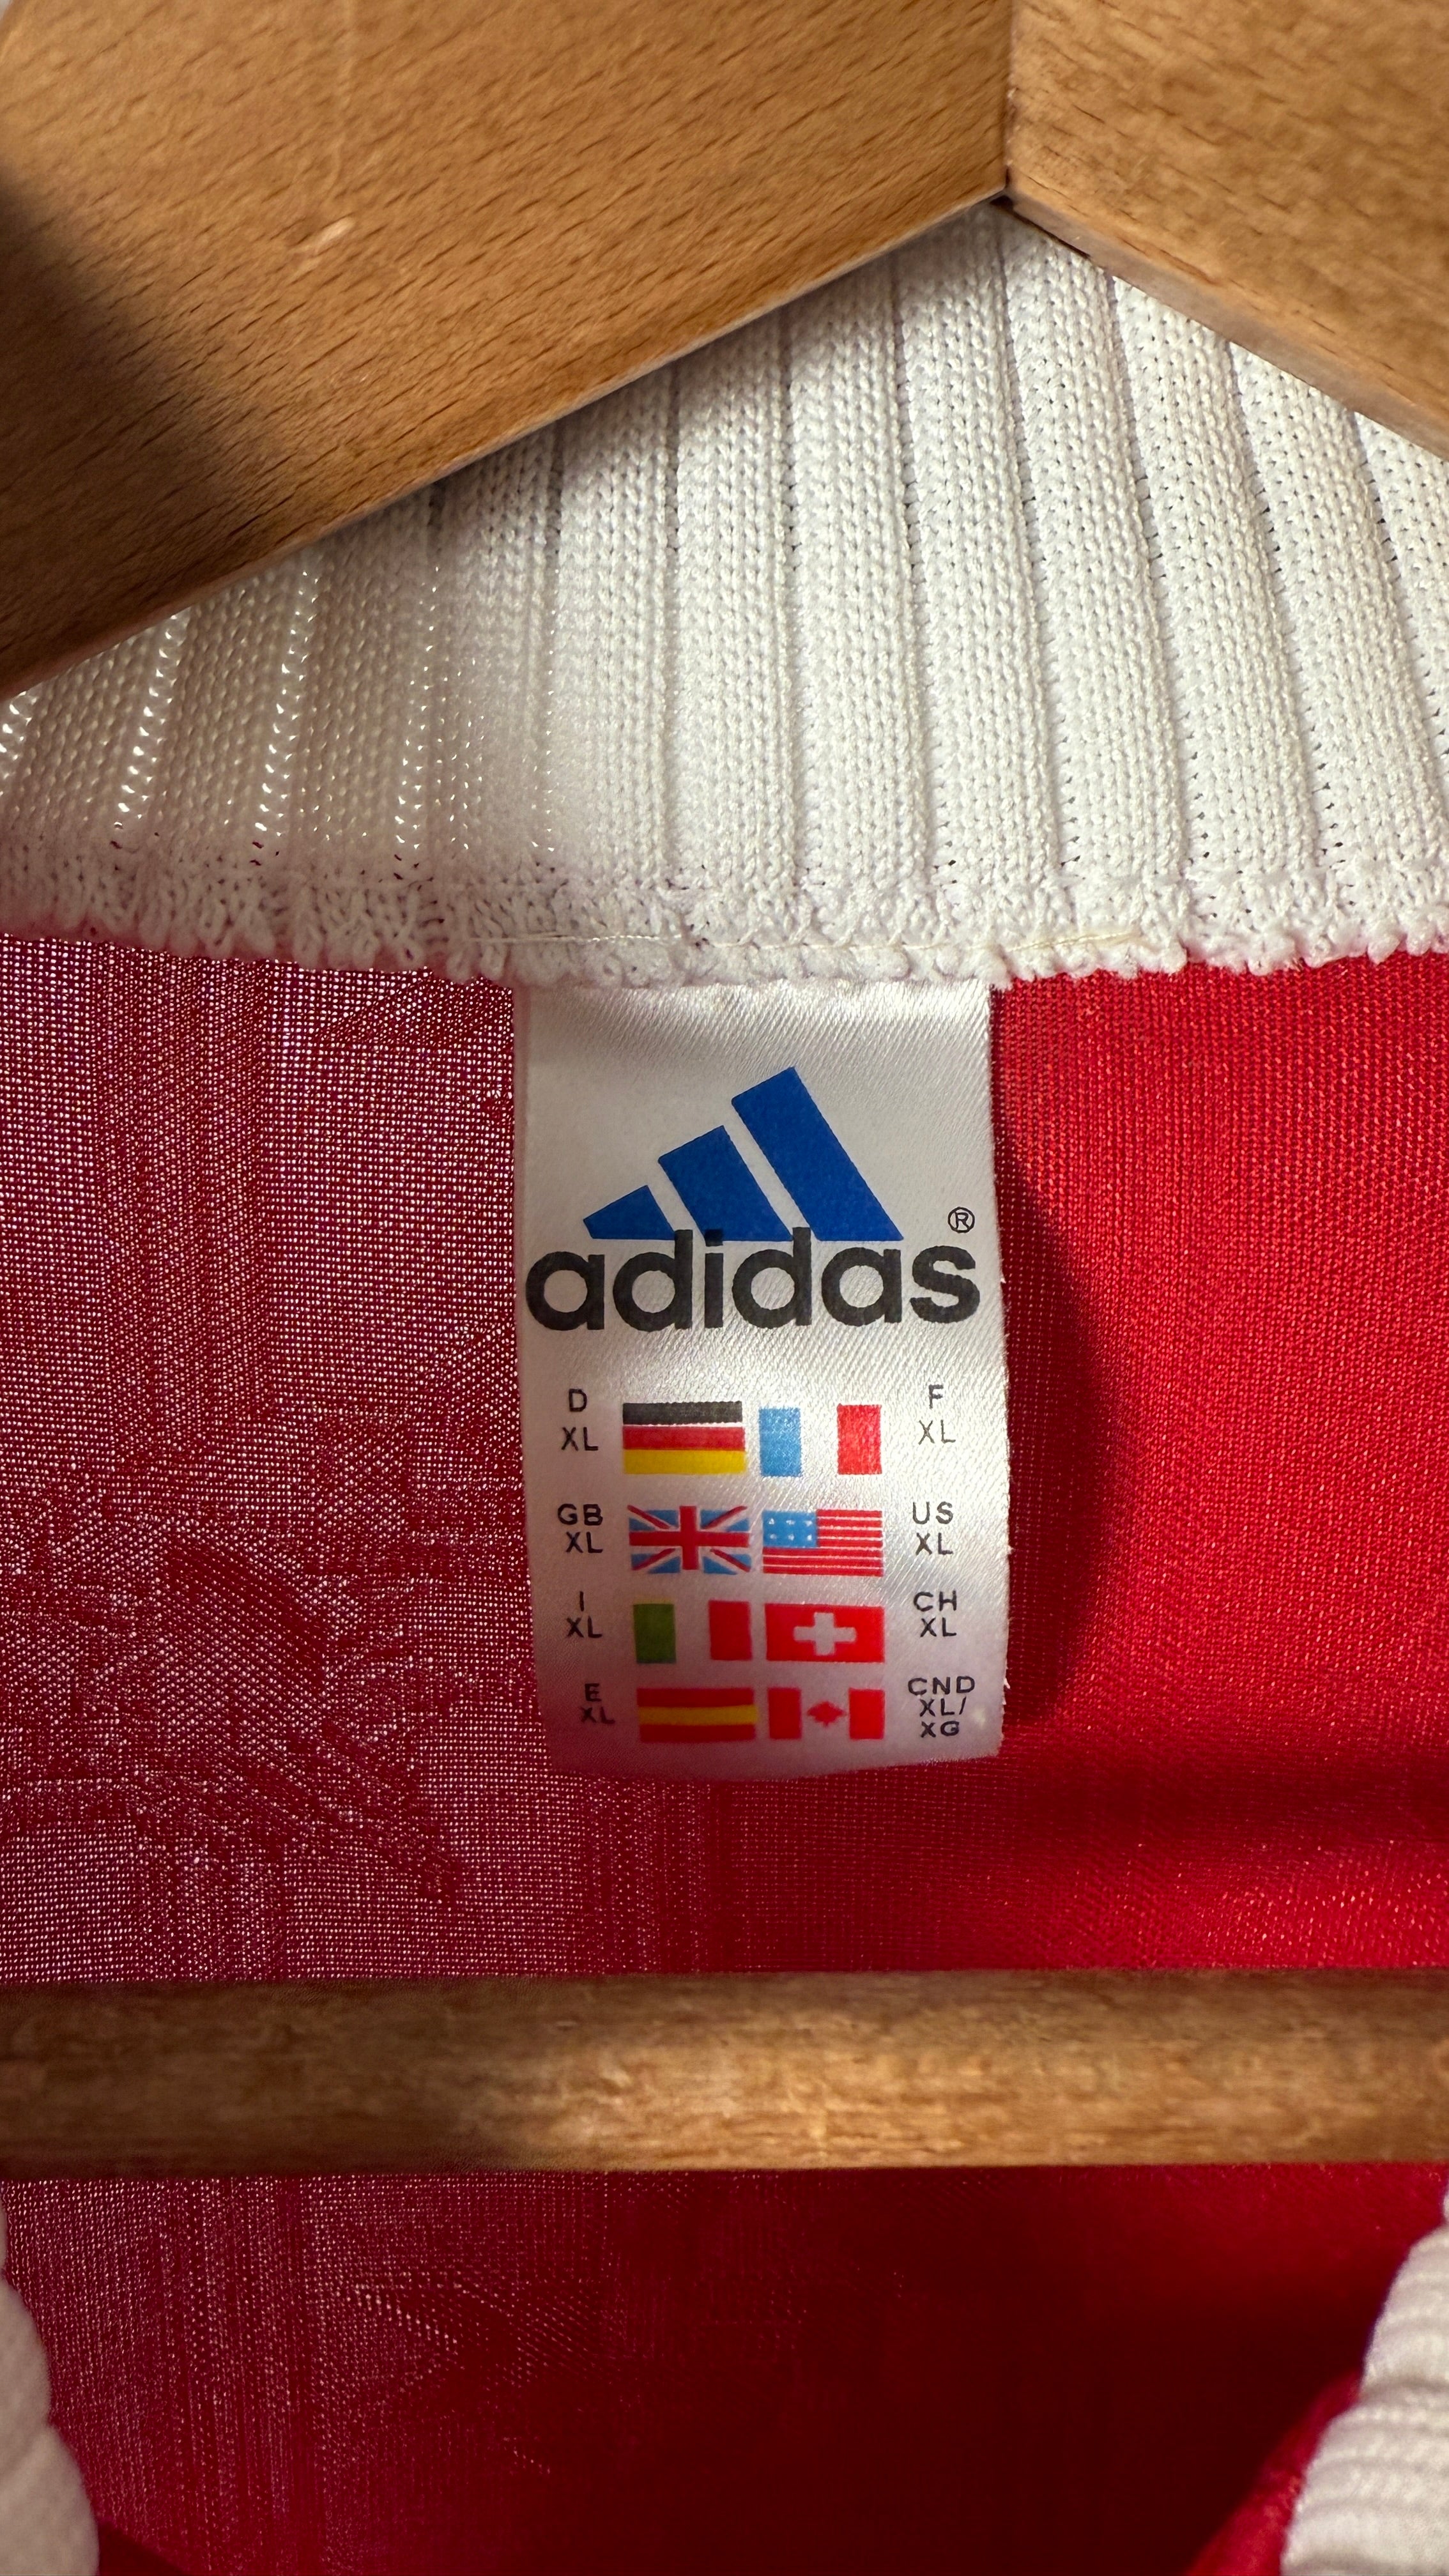 adidas®
D F
XL XL
GB US
XL XL
I CH
XL XL
E CND
XL XL/
XG